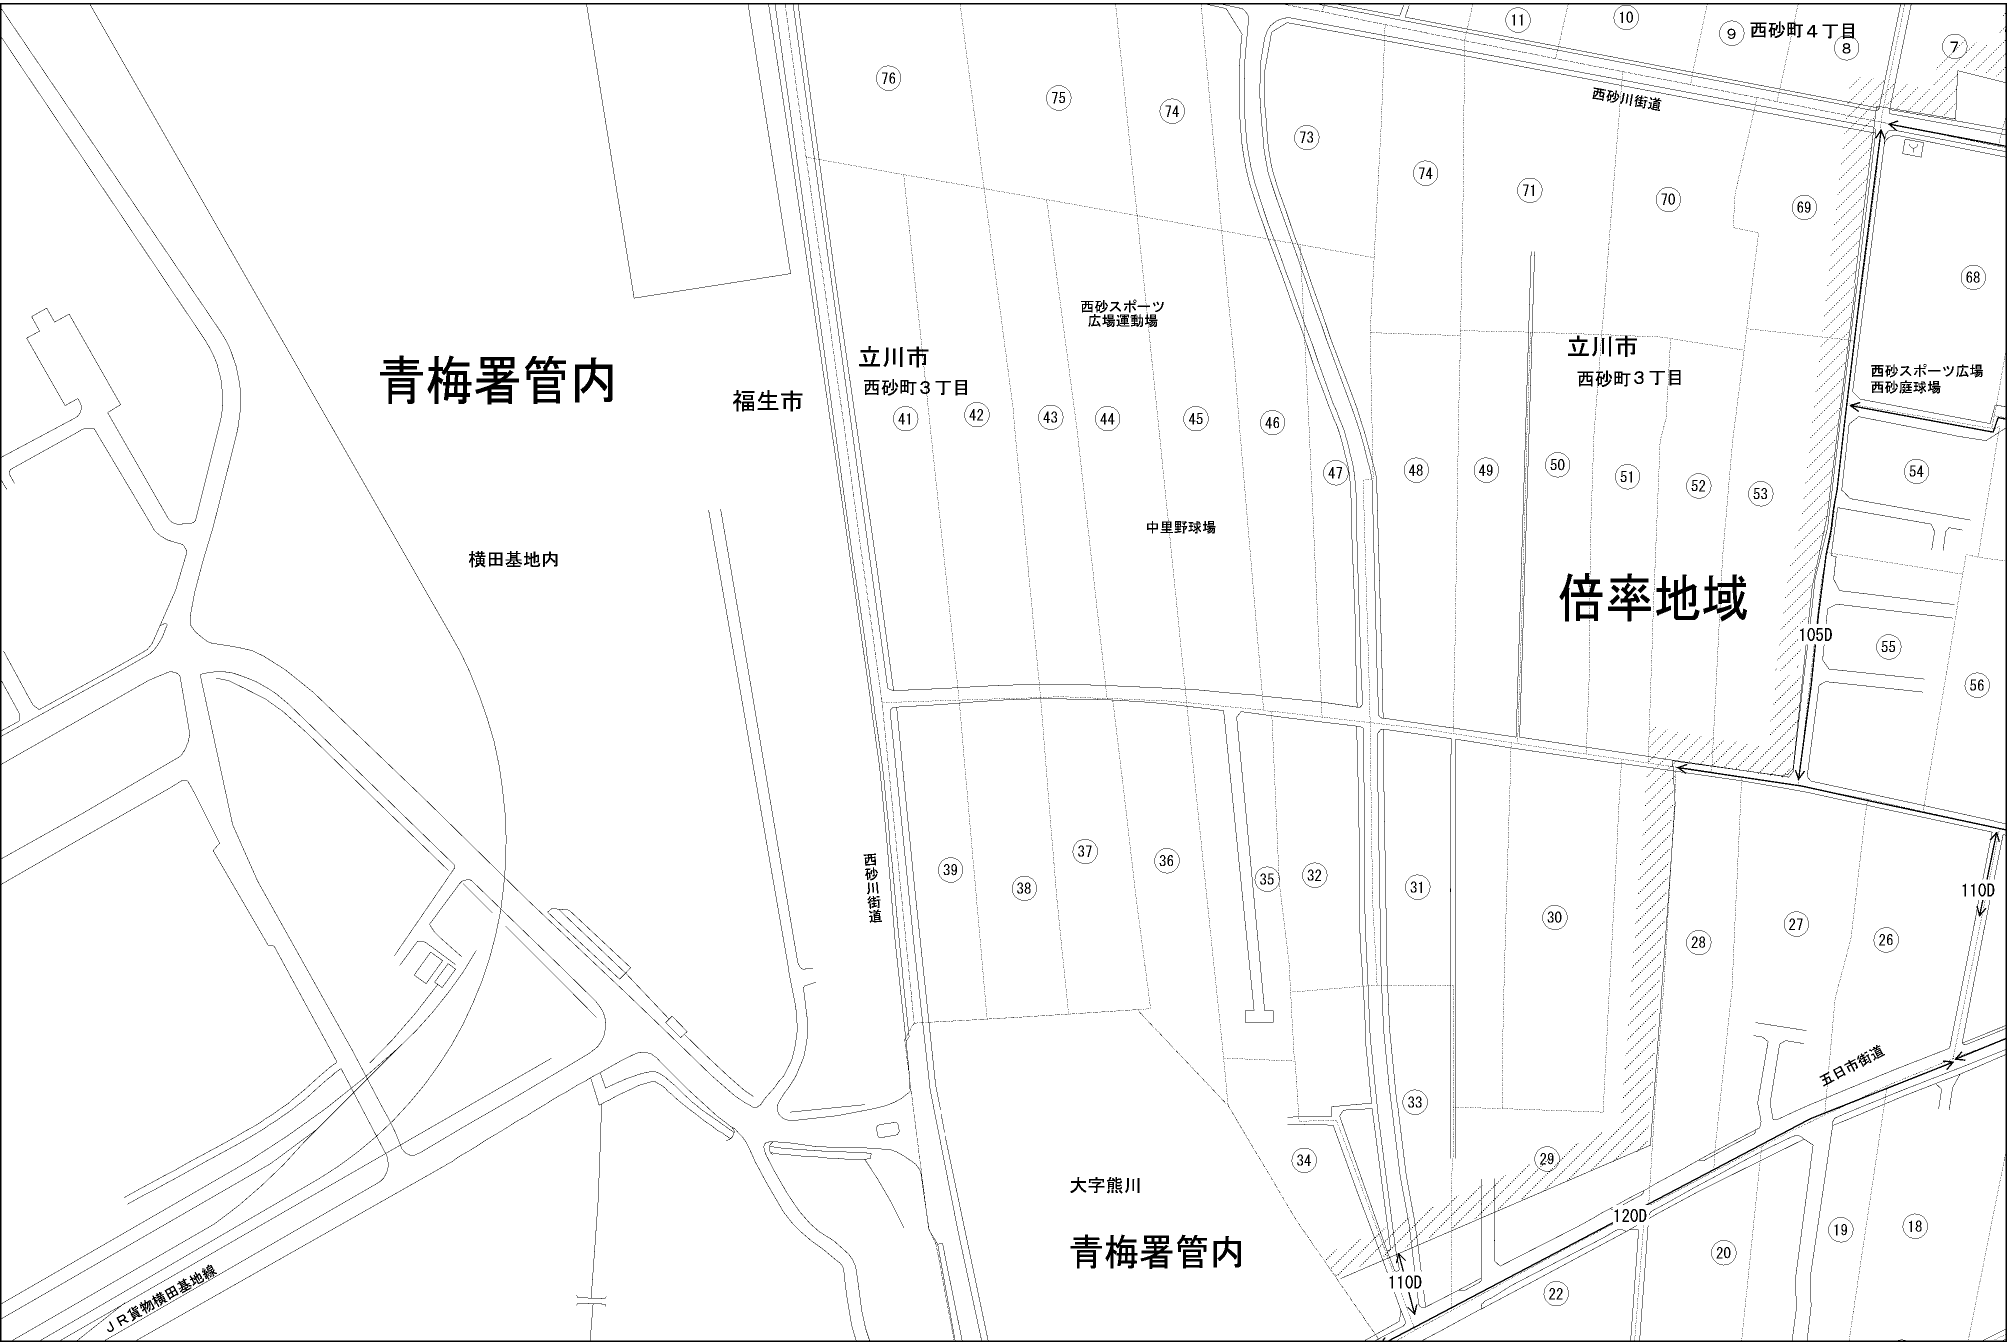 11
10
9
西砂町４丁目
8
7
76
75
74
73
西砂川街道
74
71
70
69
68
西砂スポーツ
広場運動場
立川市
西砂町３丁目
立川市
西砂町３丁目
西砂スポーツ広場
西砂庭球場
青梅署管内
福生市
41
42
43
44
45
46
47
48
49
50
51
52
53
54
中里野球場
横田基地内
倍率地域
105D
55
56
西砂川街道
39
38
37
36
35
32
31
30
28
27
26
110D
五日市街道
33
34
29
大字熊川
青梅署管内
120D
110D
22
20
19
18
ＪＲ貨物横田基地線